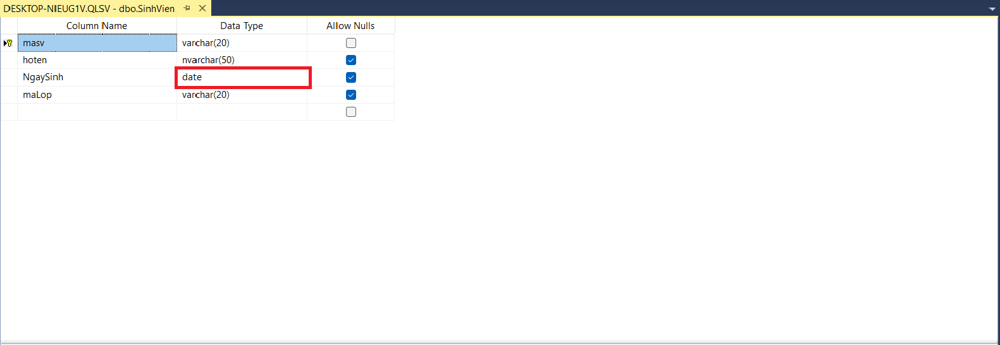 DESKTOP-NIEUG1V.QLSV - dbo.SinhVien
Column Name Data Type Allow Nulls
masv varchar(20)
hoten nvarchar(50)
NgaySinh date
maLop varchar(20)